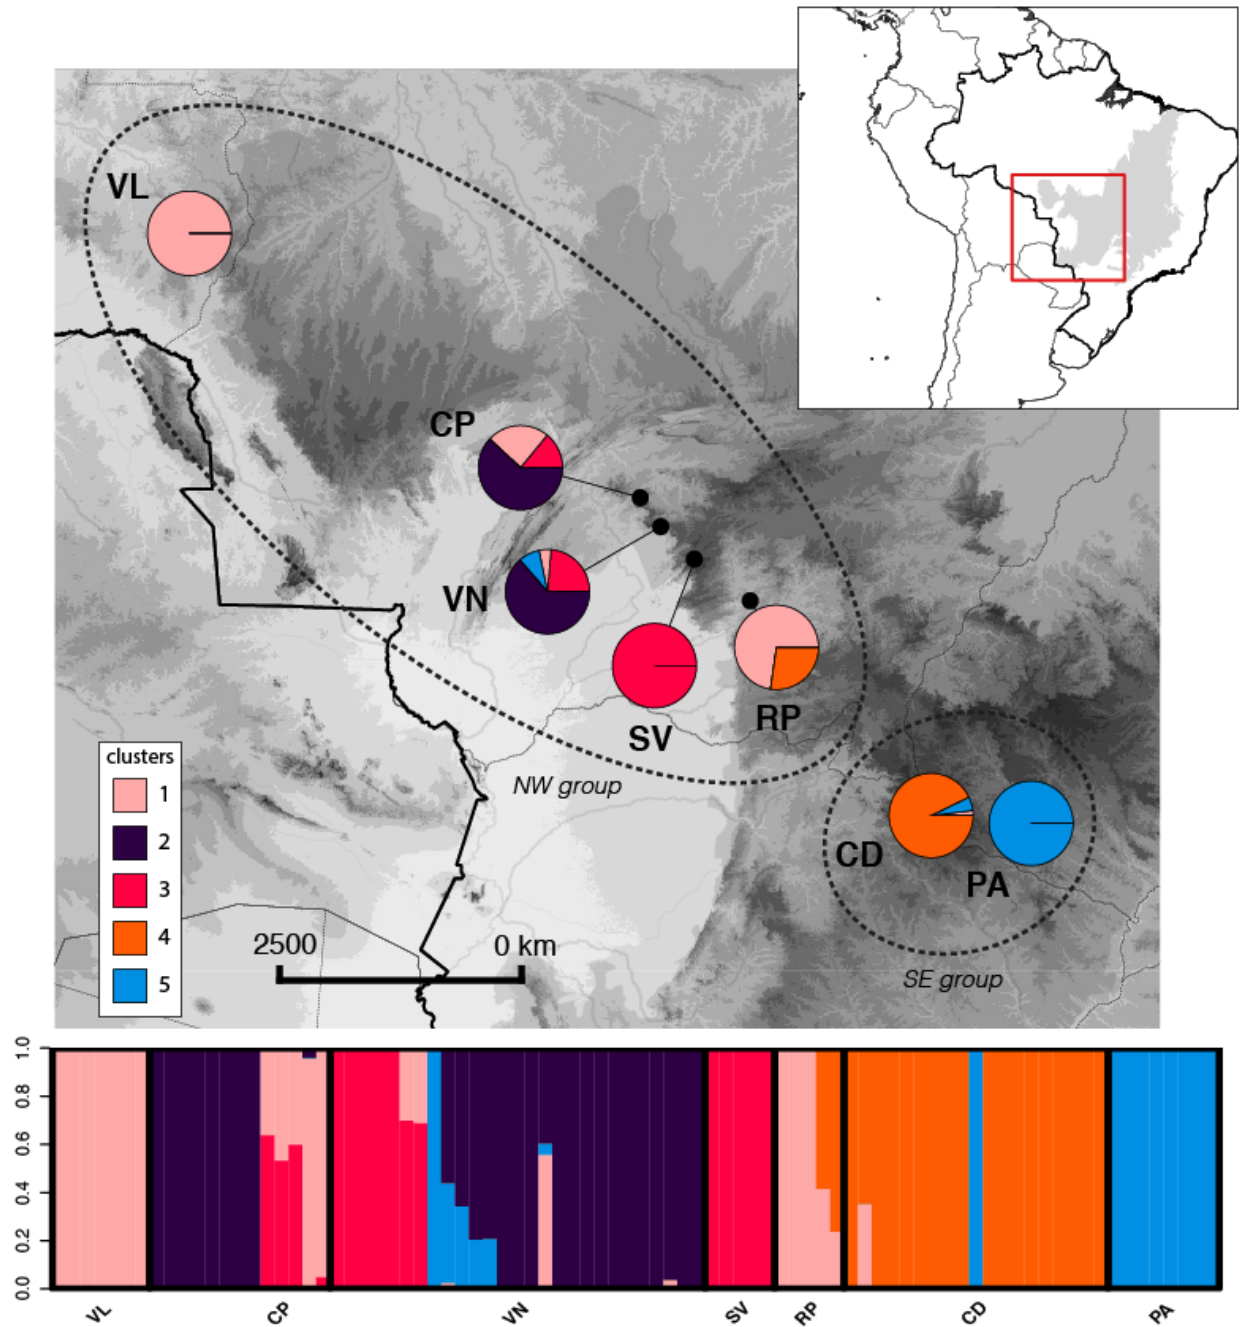 VL
CP
VN
SV
RP
NW group
CD
PA
SE group
clusters
1
2
3
4
5
2500
0 km
1.0
0.8
0.6
0.4
0.2
0.0
VL
CP
VN
SV
RP
CD
PA